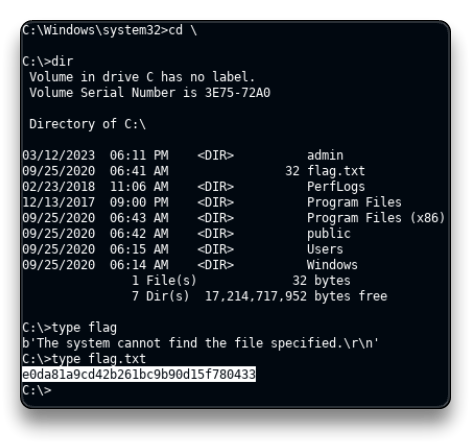 C:\Windows\system32>cd \
C:\>dir
Volume in drive C has no label.
Volume Serial Number is 3E75-72A0
Directory of C:\
03/12/2023  06:11 PM    <DIR>          admin
09/25/2020  06:41 AM                32 flag.txt
02/23/2018  11:06 AM    <DIR>          PerfLogs
12/13/2017  09:00 PM    <DIR>          Program Files
09/25/2020  06:43 AM    <DIR>          Program Files (x86)
09/25/2020  06:42 AM    <DIR>          public
09/25/2020  06:15 AM    <DIR>          Users
09/25/2020  06:14 AM    <DIR>          Windows
1 File(s)             32 bytes
7 Dir(s)  17,214,717,952 bytes free
C:\>type flag
b'The system cannot find the file specified.\r\n'
C:\>type flag.txt
e0da81a9cd42b261bc9b90d15f780433
C:\>